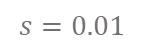 s = 0.01